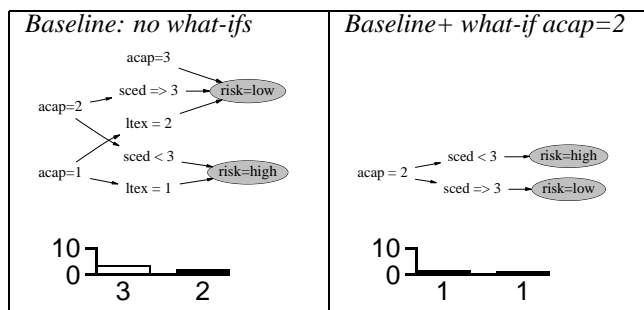 Baseline: no what-ifs
acap=3
sced => 3
risk=low
acap=2
ltex = 2
sced < 3
acap=1
risk=high
ltex = 1
10
0
3 2
Baseline+ what-if acap=2
sced < 3
risk=high
acap = 2
sced => 3
risk=low
10
0
1 1